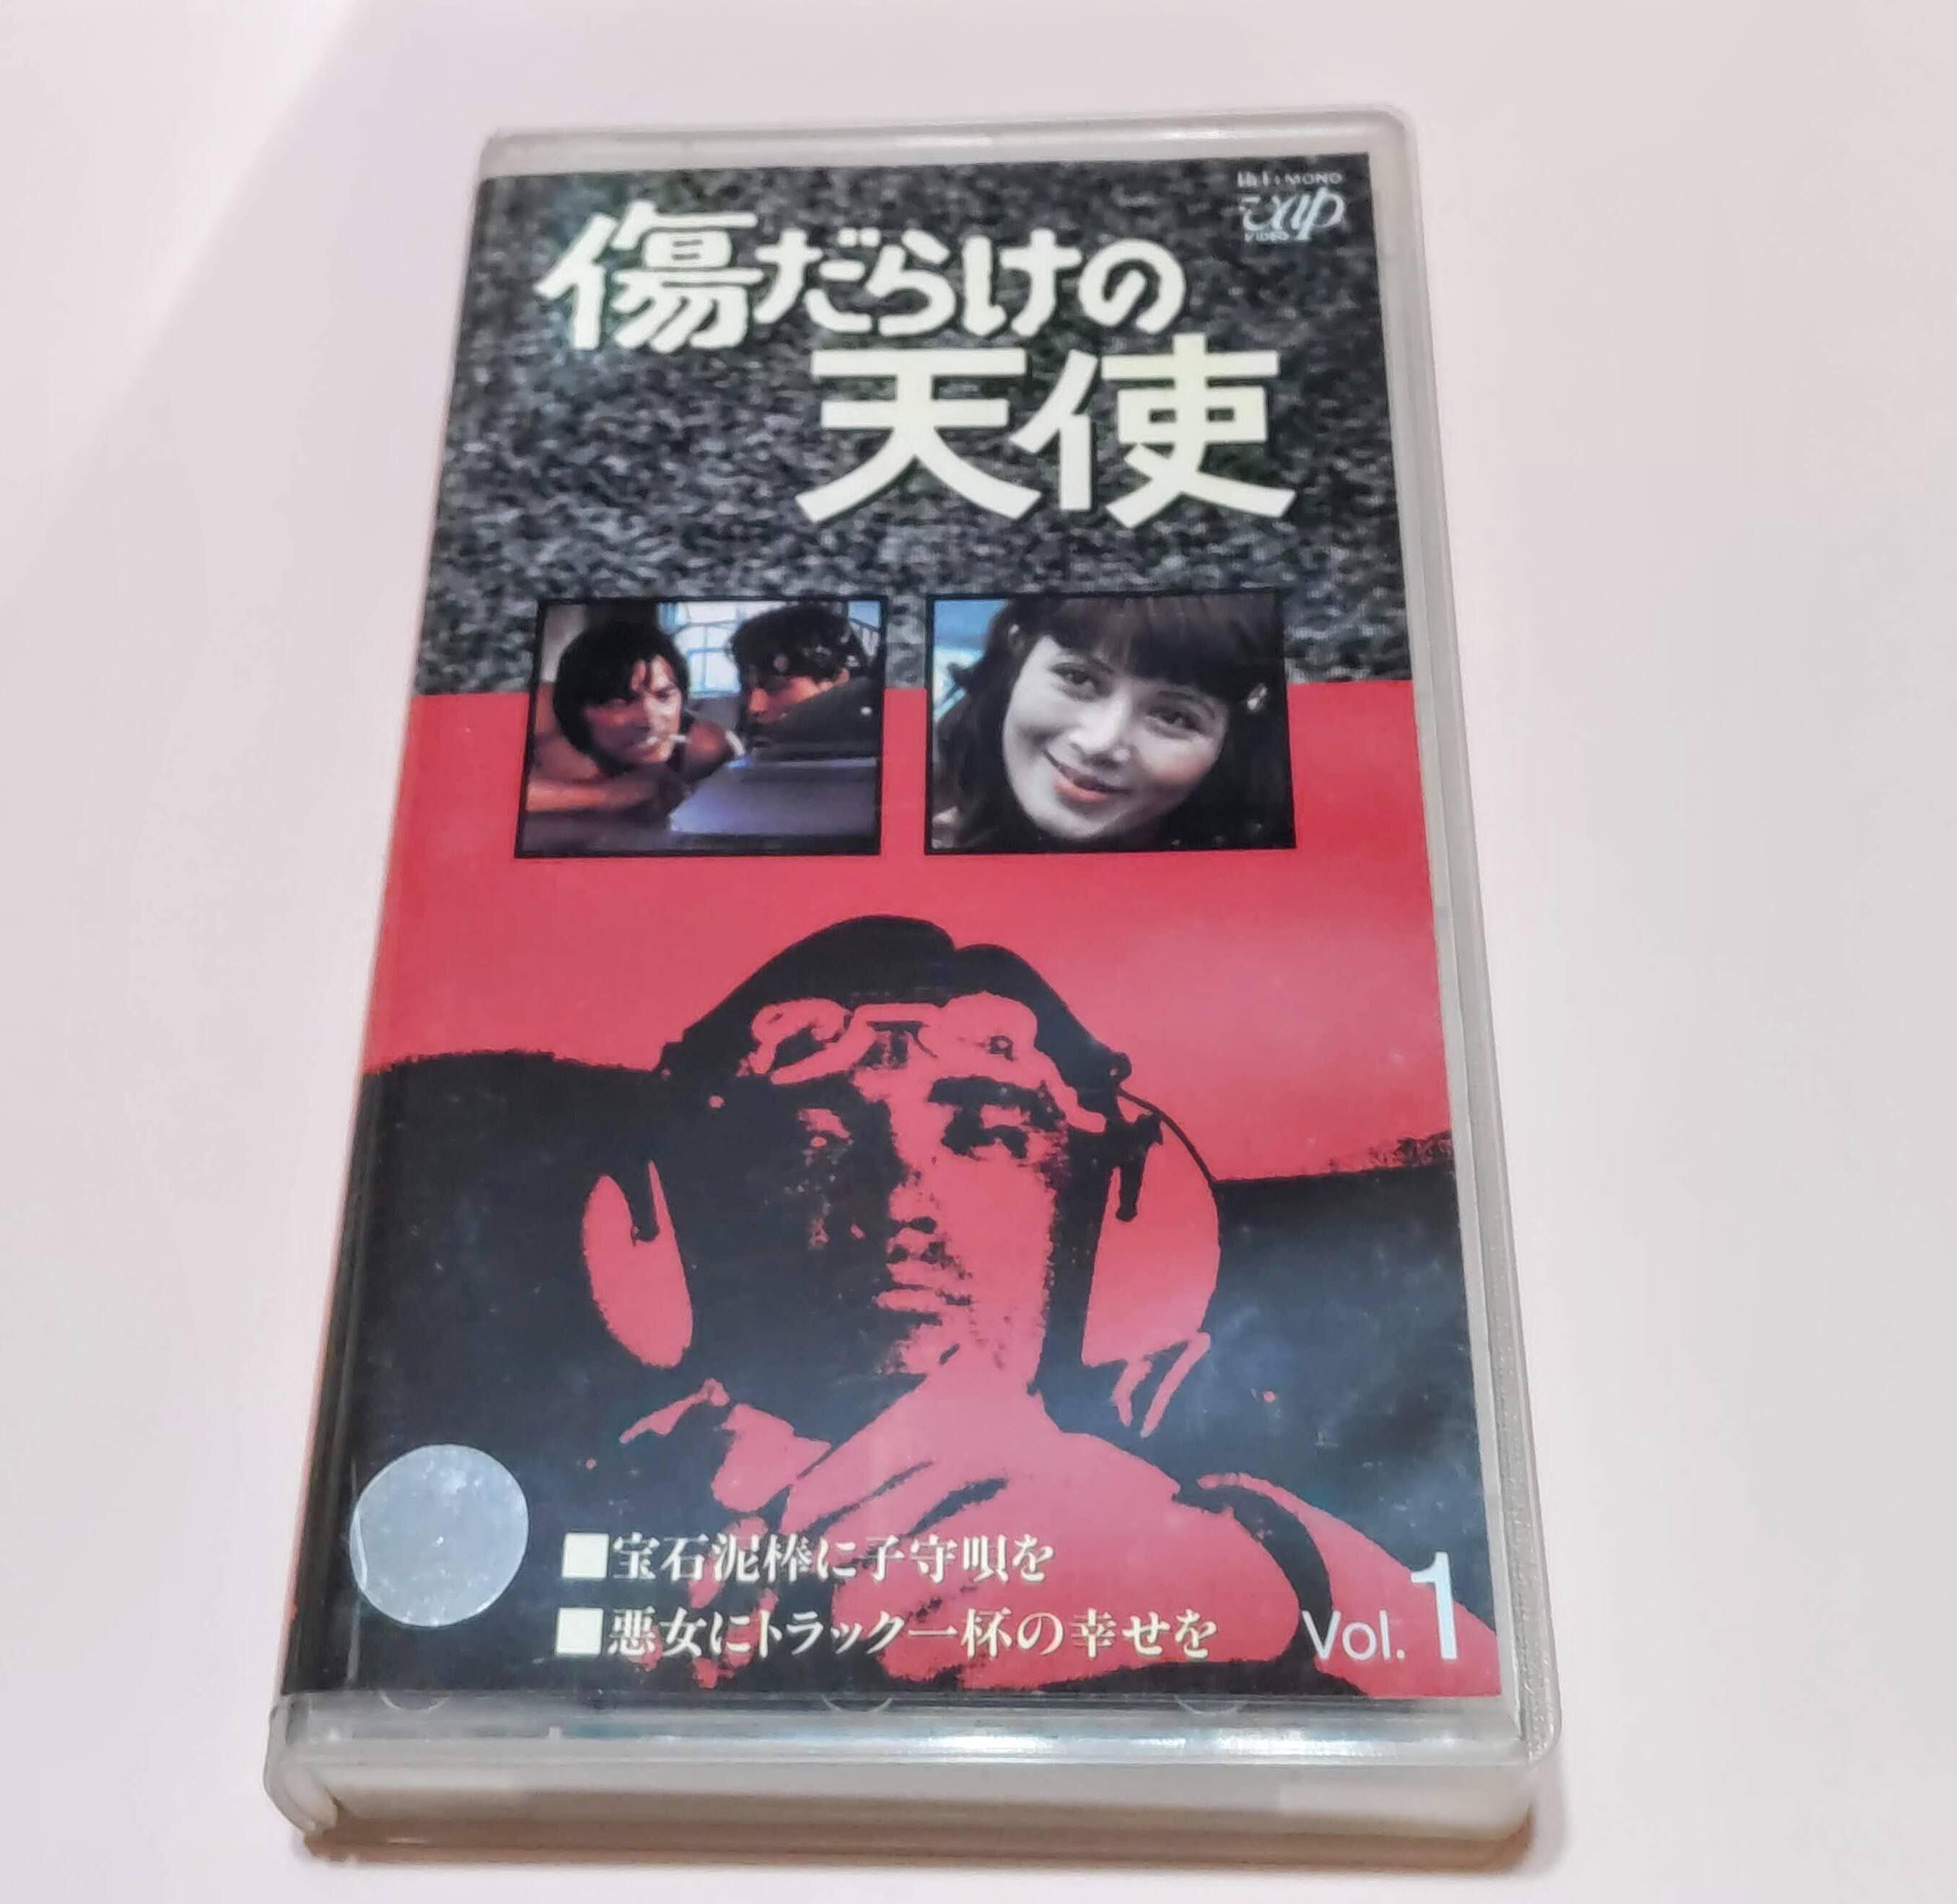 Hi-Fi MONO
vap
VIDEO
傷だらけの
天使
■宝石泥棒に子守唄を
■悪女にトラック一杯の幸せを
Vol.1